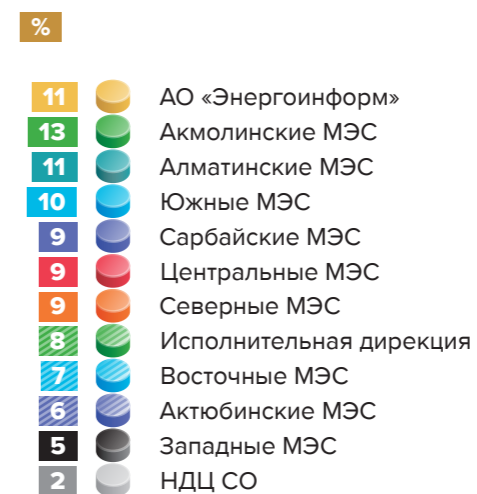 %
11 АО «Энергоинформ»
13 Акмолинские МЭС
11 Алматинские МЭС
10 Южные МЭС
9 Сарбайские МЭС
9 Центральные МЭС
9 Северные МЭС
8 Исполнительная дирекция
7 Восточные МЭС
6 Актюбинские МЭС
5 Западные МЭС
2 НДЦ СО